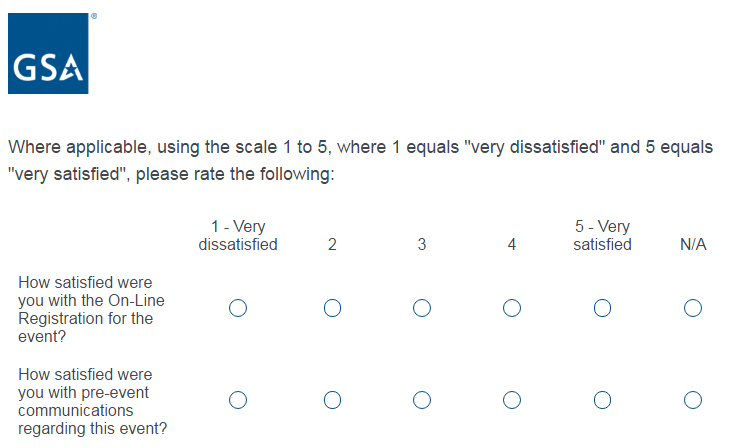 GSA
®
Where applicable, using the scale 1 to 5, where 1 equals "very dissatisfied" and 5 equals
"very satisfied", please rate the following:
1 - Very
dissatisfied
2
3
4
5 - Very
satisfied
N/A
How satisfied were
you with the On-Line
Registration for the
event?
How satisfied were
you with pre-event
communications
regarding this event?